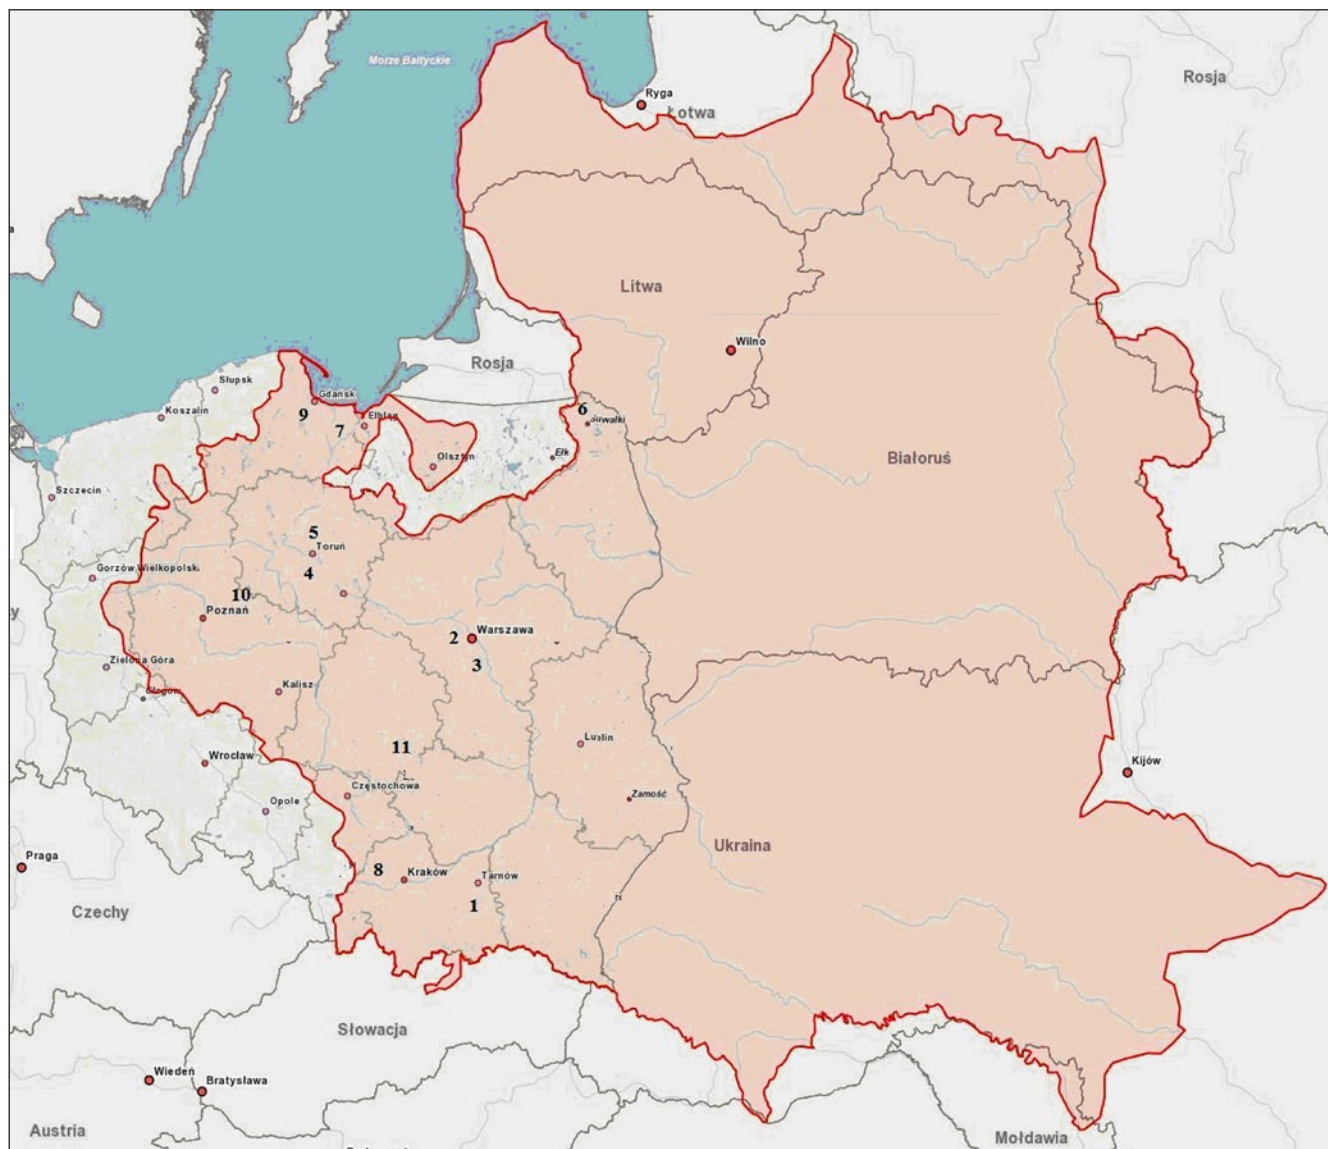 Morze Bałtyckie
Rosja
Ryga
Łotwa
Litwa
Wilno
Rosja
Słupsk
Koszalin
Gdańsk
9
7
Elbląg
6
Suwałki
Olsztyn
Ełk
Białoruś
Szczecin
5
Toruń
4
Gorzów Wielkopolsk
10
Poznań
2
Warszawa
3
Zielona Góra
Głogów
Kalisz
Wrocław
11
Lublin
Kijów
Częstochowa
Zamość
Opole
Ukraina
Praga
8
Kraków
Tarnów
1
Czechy
Słowacja
Wiedeń
Bratysława
Austria
Mołdawia